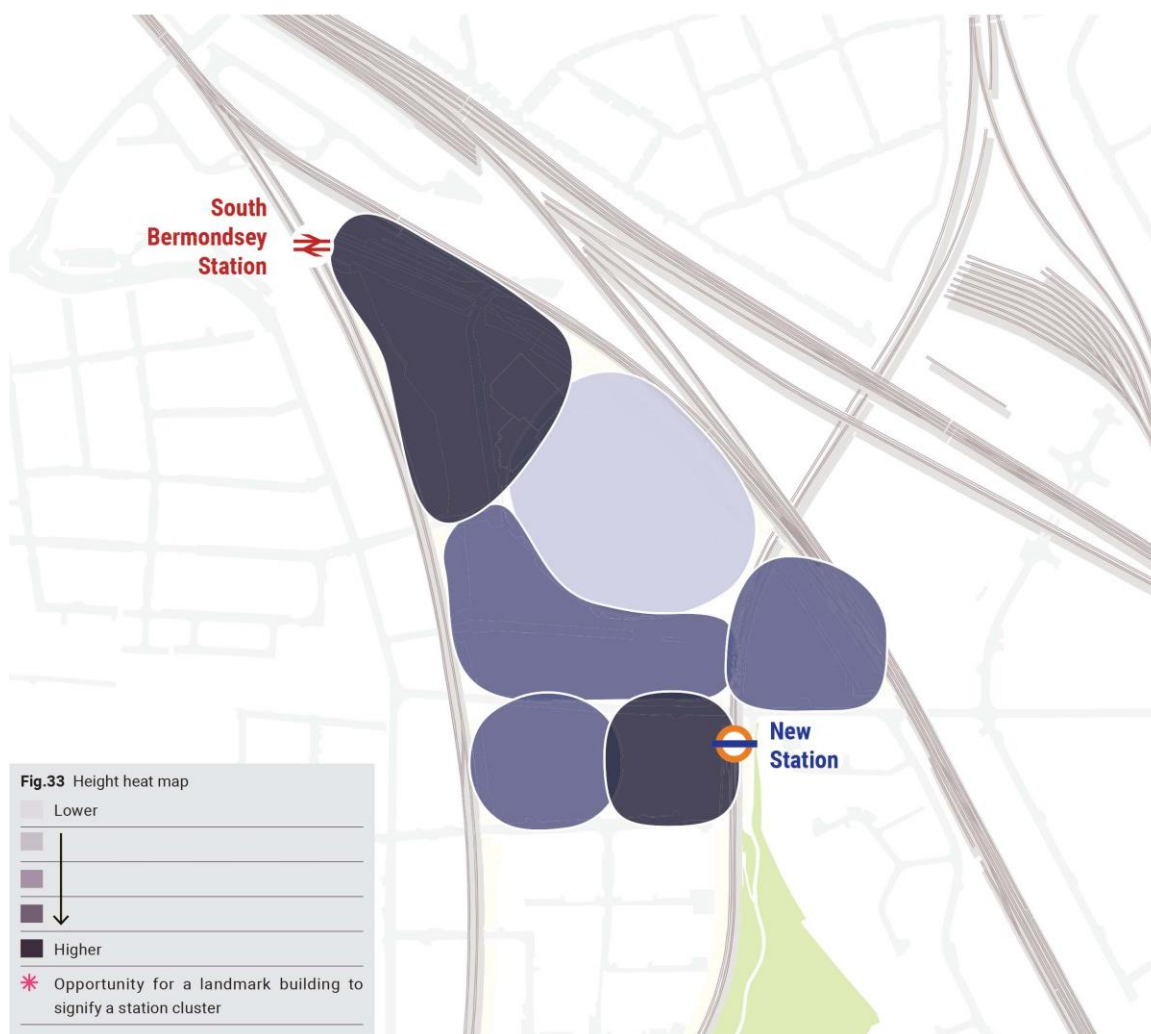 South
Bermondsey
Station
New
Station
Fig.33 Height heat map
Lower
Higher
Opportunity for a landmark building to
signify a station cluster